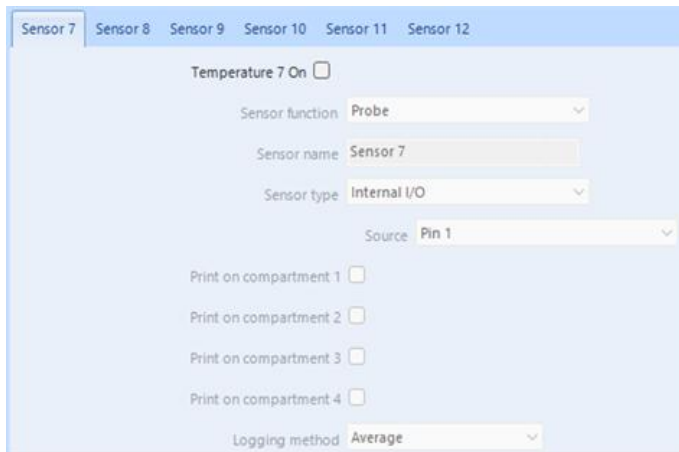 Sensor 7 Sensor 8 Sensor 9 Sensor 10 Sensor 11 Sensor 12
Temperature 7 On
Sensor function Probe
Sensor name Sensor 7
Sensor type Internal I/O
Source Pin 1
Print on compartment 1
Print on compartment 2
Print on compartment 3
Print on compartment 4
Logging method Average